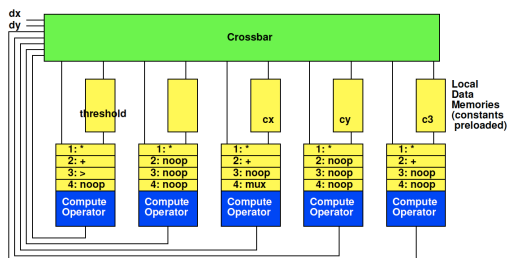 dx
dy
Crossbar
threshold
cx
cy
c3
Local
Data
Memories
(constants
preloaded)
1: *
2: +
3: >
4: noop
Compute
Operator
1: *
2: noop
3: noop
4: noop
Compute
Operator
1: *
2: +
3: noop
4: mux
Compute
Operator
1: *
2: noop
3: noop
4: noop
Compute
Operator
1: *
2: +
3: noop
4: noop
Compute
Operator